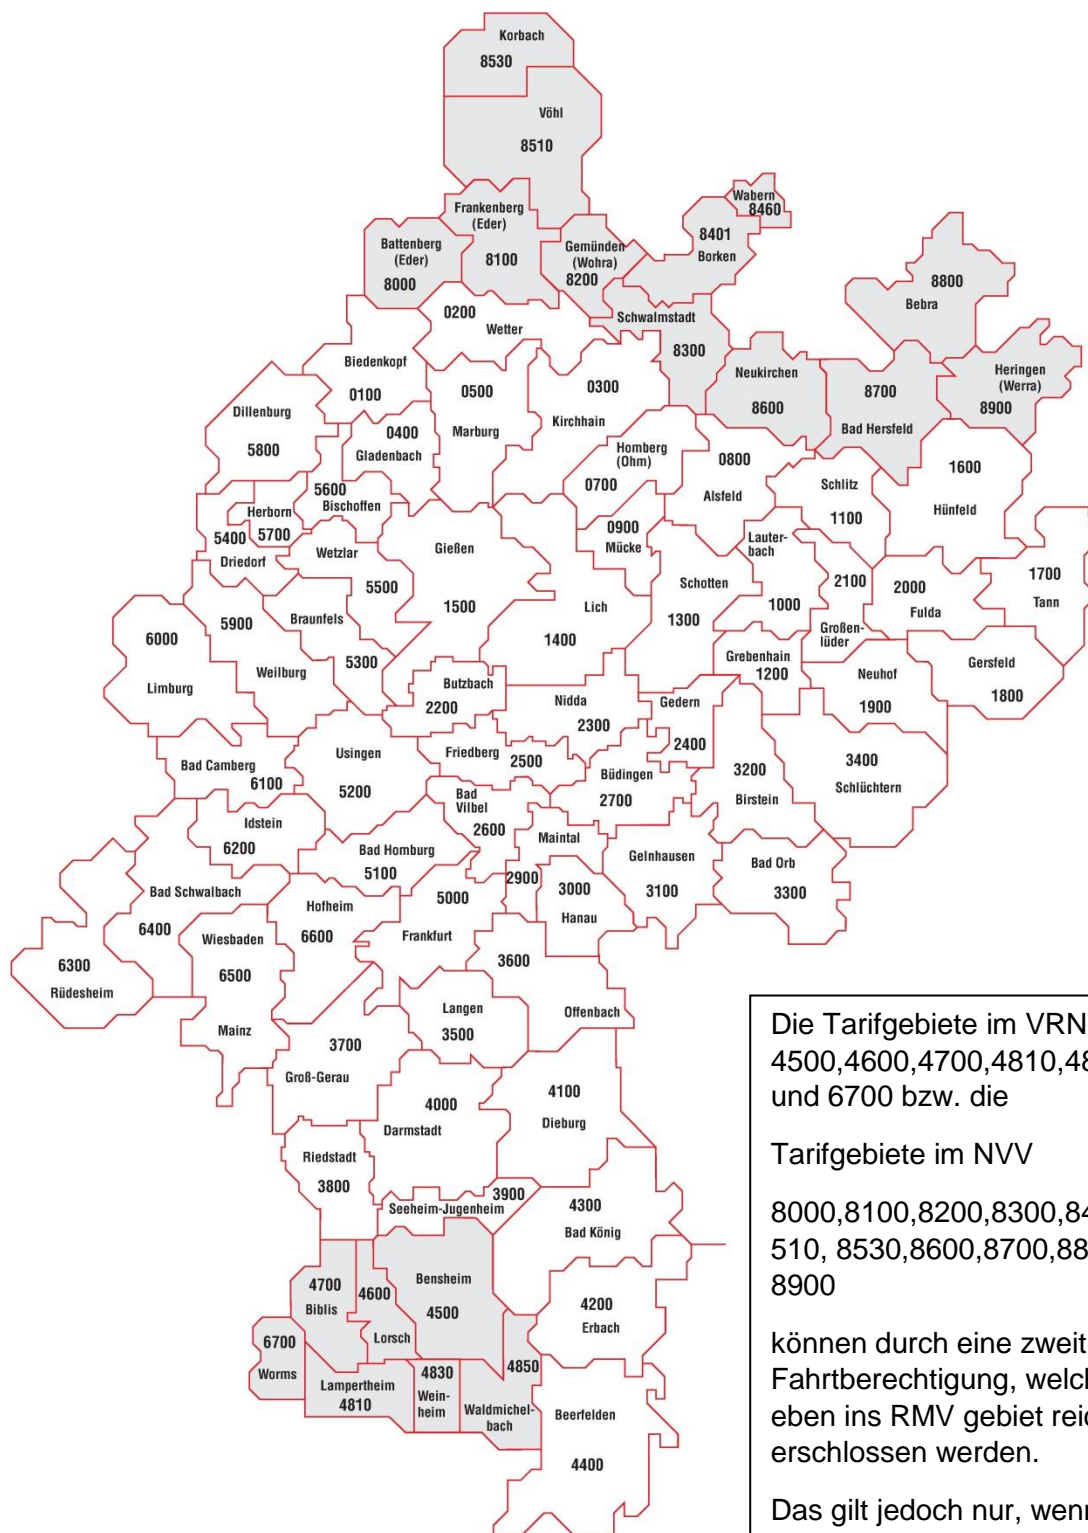 Korbach
8530
Vöhl
8510
Wabern
8460
Frankenberg
(Eder)
8100
Battenberg
(Eder)
8000
Gemünden
(Wohra)
8200
8401
Borken
8800
Bebra
0200
Wetter
Schwalmstadt
8300
Biedenkopf
0100
0500
Marburg
0300
Kirchhain
Neukirchen
8600
8700
Bad Hersfeld
Heringen
(Werra)
8900
Dillenburg
5800
0400
Gladenbach
Homberg
(Ohm)
0700
0800
Alsfeld
1600
Hünfeld
5600
Bischoffen
Herborn
5700
5400
Driedorf
Schlitz
1100
0900
Mücke
Wetzlar
5500
Gießen
1500
Lauter-
bach
1000
2100
Großen-
lüder
2000
Fulda
1700
Tann
Schotten
1300
Lich
1400
5900
Weilburg
Braunfels
5300
6000
Limburg
Grebenhain
1200
Neuhof
1900
Gersfeld
1800
Butzbach
2200
Nidda
2300
Gedern
2400
Bad Camberg
6100
Usingen
5200
Friedberg
2500
Büdingen
2700
3200
Birstein
3400
Schlüchtern
Bad
Vilbel
2600
Idstein
6200
Maintal
2900
Bad Homburg
5100
Gelnhausen
3100
Bad Orb
3300
3000
Hanau
Bad Schwalbach
6400
Hofheim
6600
5000
Frankfurt
Wiesbaden
6500
Mainz
6300
Rüdesheim
3600
Offenbach
Langen
3500
3700
Groß-Gerau
4000
Darmstadt
4100
Dieburg
Riedstadt
3800
3900
Seeheim-Jugenheim
4300
Bad König
4700
Biblis
4600
Lorsch
Bensheim
4500
4200
Erbach
6700
Worms
Lampertheim
4810
4830
Wein-
heim
4850
Waldmichel-
bach
Beerfelden
4400
Die Tarifgebiete im VRN
4500,4600,4700,4810,48
und 6700 bzw. die
Tarifgebiete im NVV
8000,8100,8200,8300,84
510, 8530,8600,8700,88
8900
können durch eine zweit
Fahrtberechtigung, welch
eben ins RMV gebiet reic
erschlossen werden.
Das gilt jedoch nur, wenn